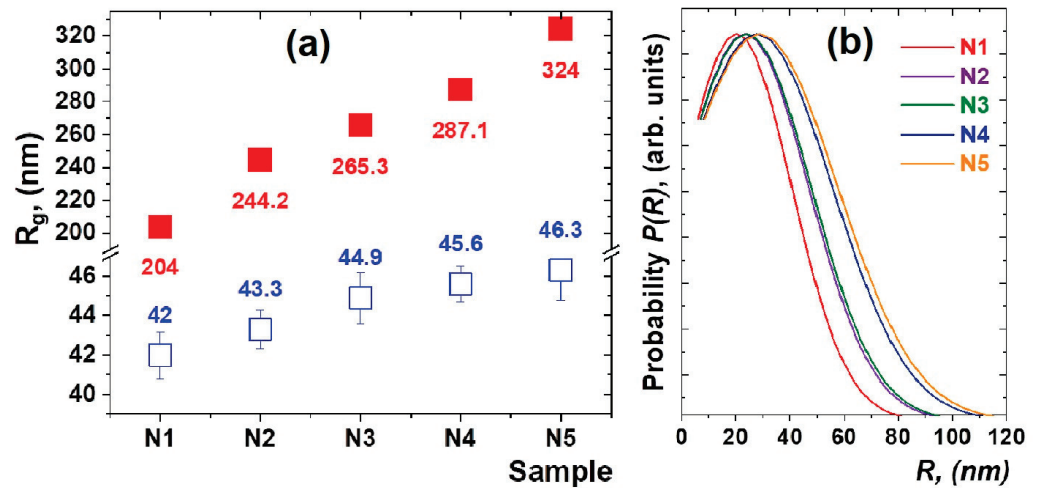 (a)
R_g, (nm)
320
300
280
260
240
220
200
46
44
42
40
204
244.2
265.3
287.1
324
42
43.3
44.9
45.6
46.3
N1 N2 N3 N4 N5
Sample
(b)
Probability P(R), (arb. units)
N1
N2
N3
N4
N5
0 20 40 60 80 100 120
R, (nm)